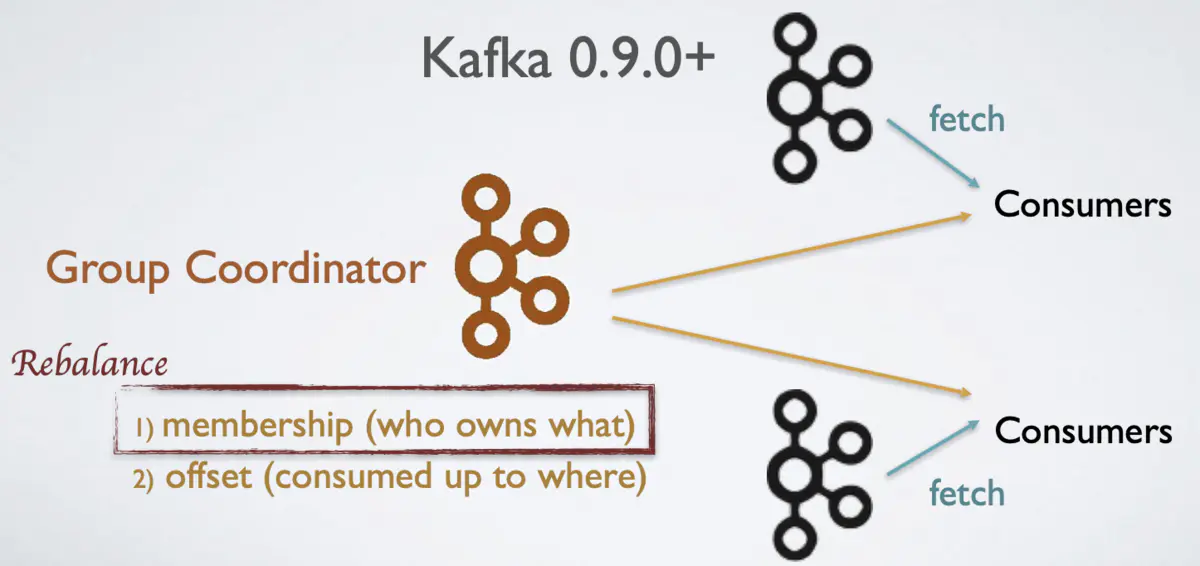 Kafka 0.9.0+
fetch
Consumers
Group Coordinator
Rebalance
1) membership (who owns what)
2) offset (consumed up to where)
Consumers
fetch